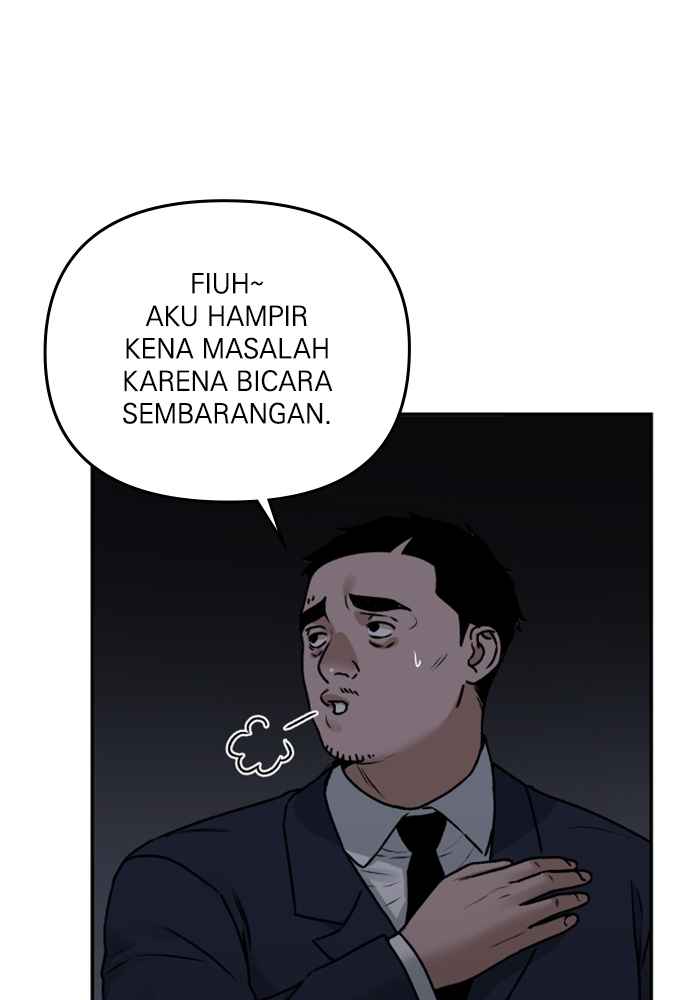 FIUH~
AKU HAMPIR
KENA MASALAH
KARENA BICARA
SEMBARANGAN.